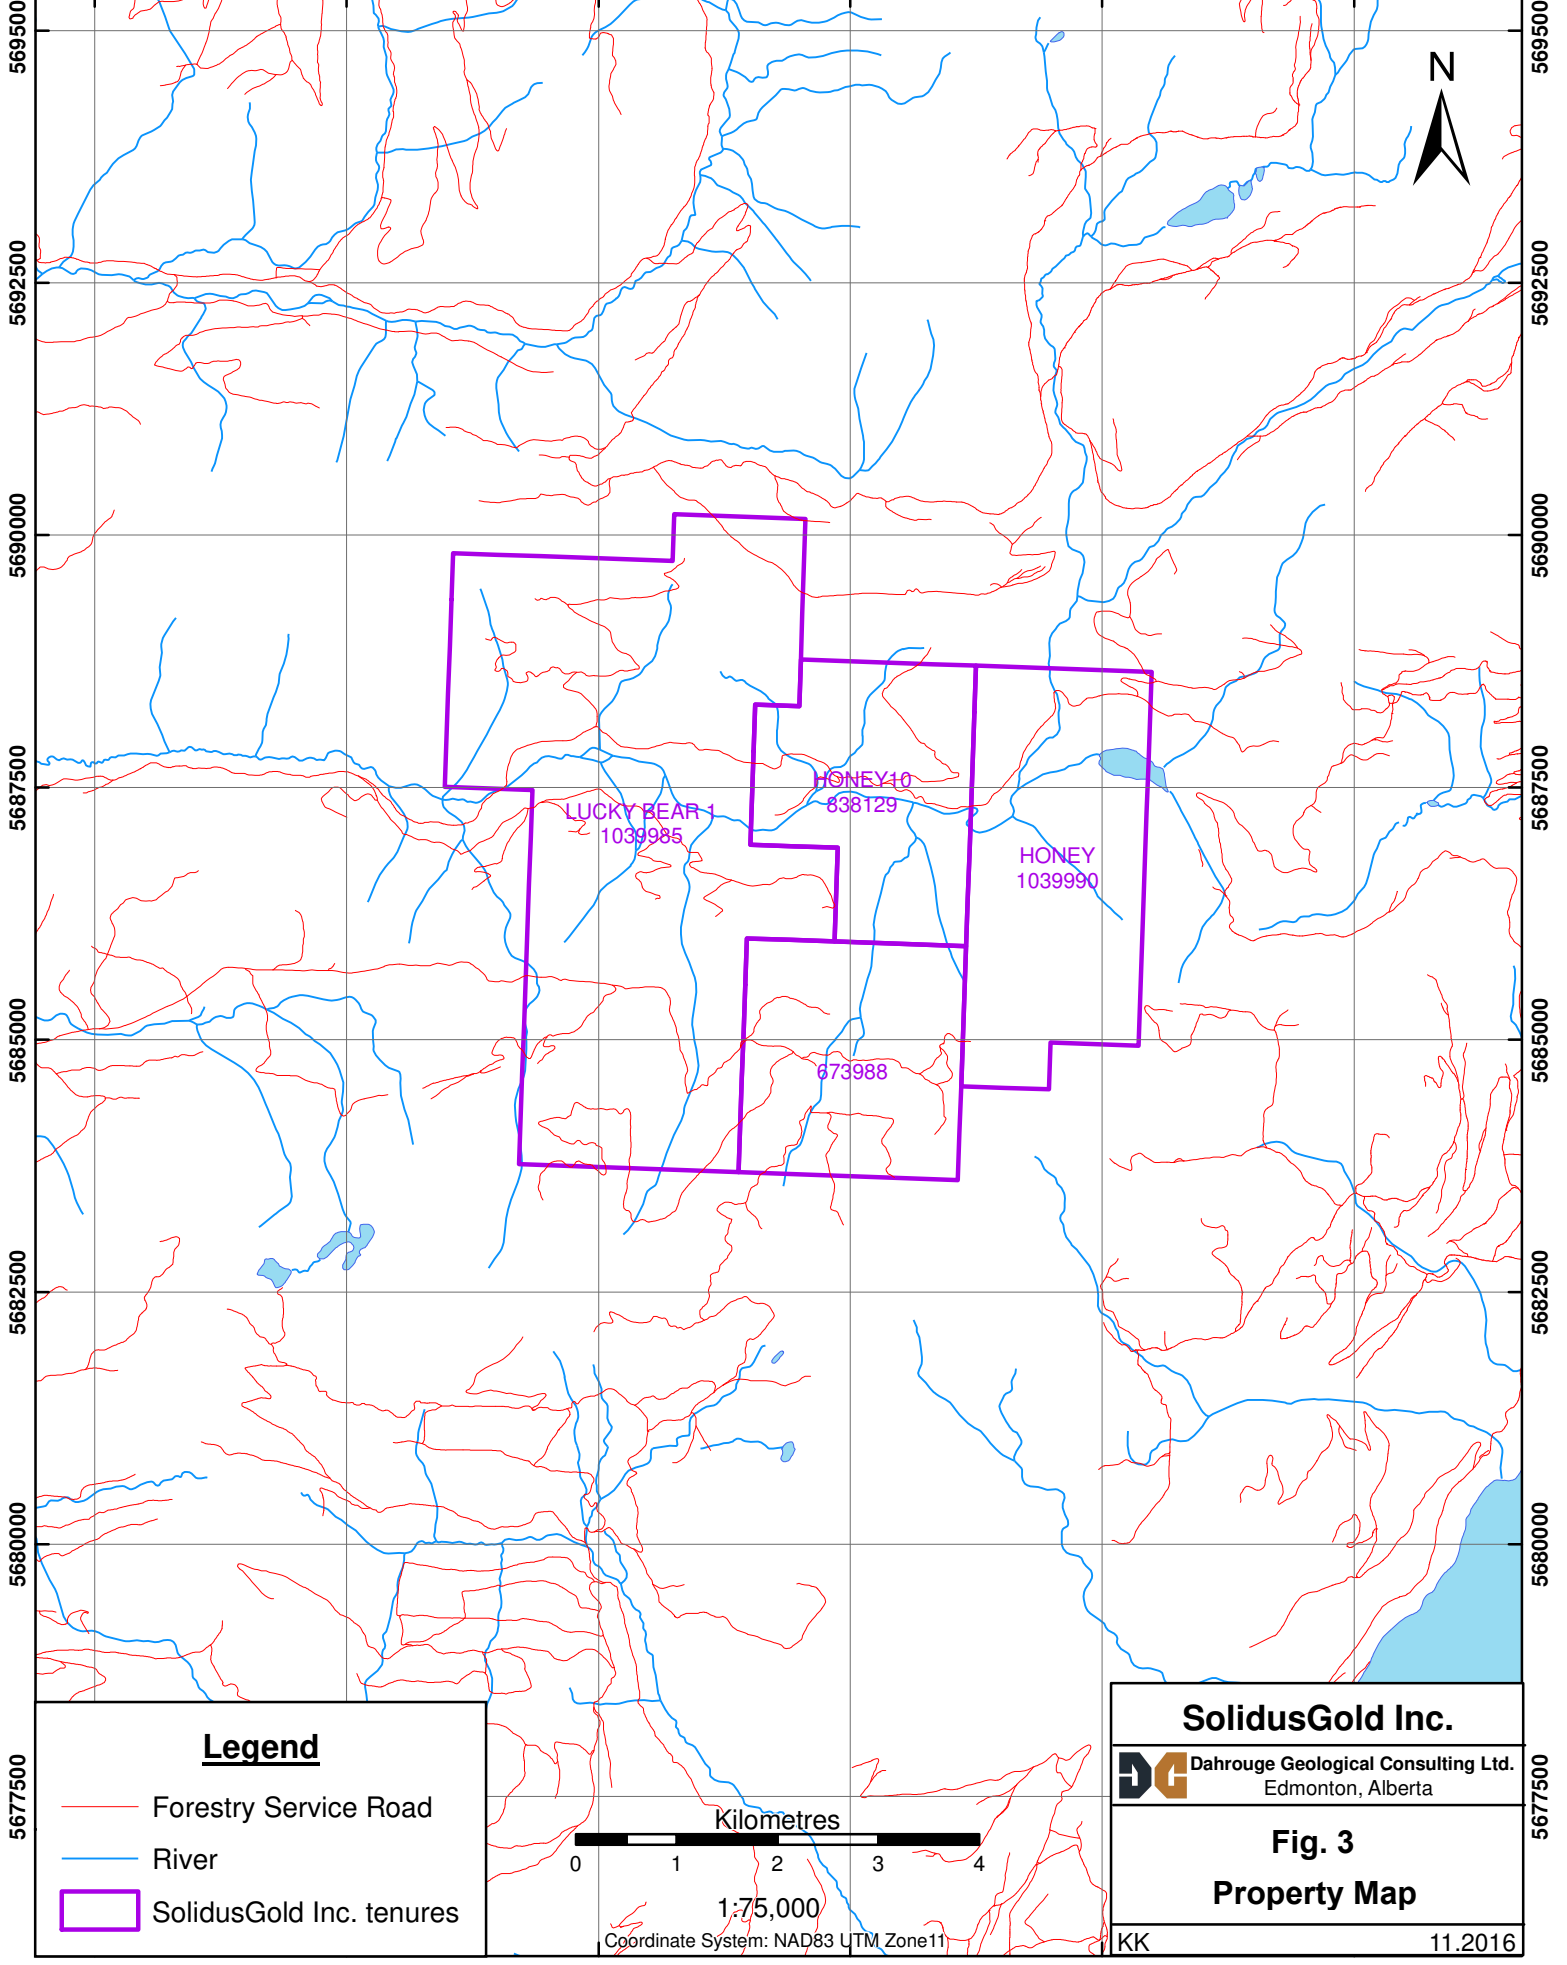 N
5695000
5692500
5690000
5687500
5685000
5682500
5680000
5677500
5695000
5692500
5690000
5687500
5685000
5682500
5680000
5677500
LUCKY BEAR 1
1039985
HONEY10
838129
HONEY
1039990
673988
Legend
Forestry Service Road
River
SolidusGold Inc. tenures
Kilometres
0 1 2 3 4
1:75,000
Coordinate System: NAD83 UTM Zone11
SolidusGold Inc.
DG Dahrouge Geological Consulting Ltd.
Edmonton, Alberta
Fig. 3
Property Map
KK 11.2016